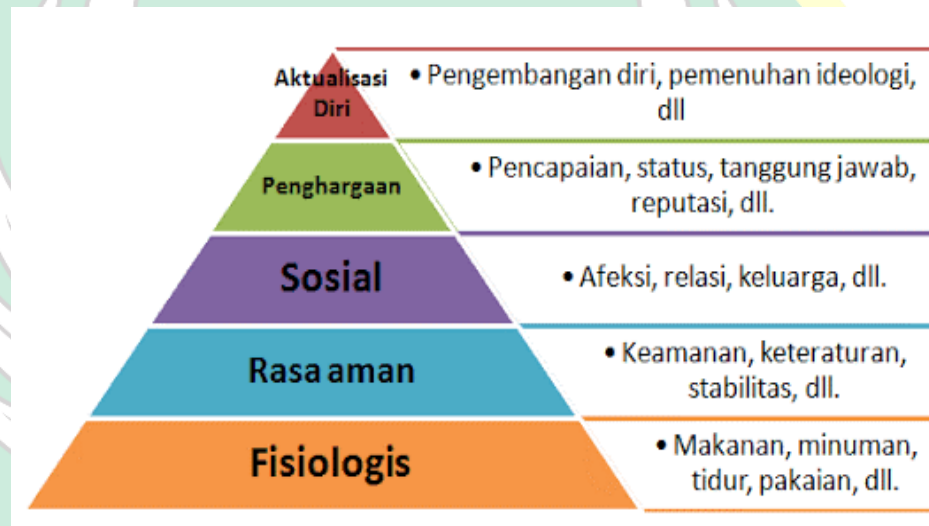 Aktualisasi
Diri
• Pengembangan diri, pemenuhan ideologi,
dll
Penghargaan
• Pencapaian, status, tanggung jawab,
reputasi, dll.
Sosial
• Afeksi, relasi, keluarga, dll.
Rasa aman
• Keamanan, keteraturan,
stabilitas, dll.
Fisiologis
• Makanan, minuman,
tidur, pakaian, dll.